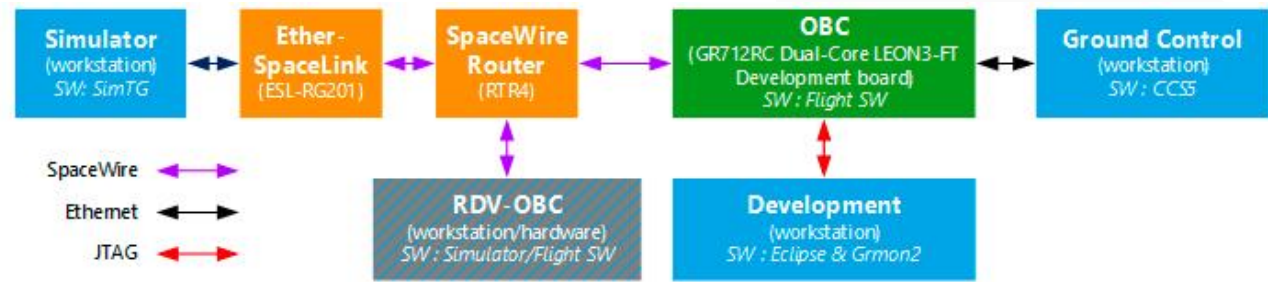 Simulator
(workstation)
SW: SimTG
Ether-
SpaceLink
(ESL-RG201)
SpaceWire
Router
(RTR4)
OBC
(GR712RC Dual-Core LEON3-FT
Development board)
SW : Flight SW
Ground Control
(workstation)
SW : CCS5
SpaceWire
Ethernet
JTAG
RDV-OBC
(workstation/hardware)
SW : Simulator/Flight SW
Development
(workstation)
SW : Eclipse & Grmon2